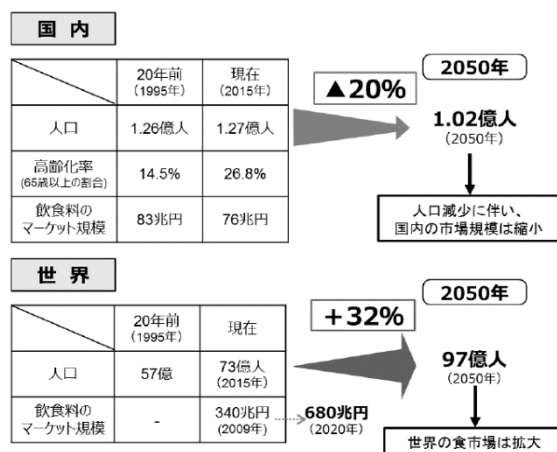 国 内
20年前 現在
(1995年) (2015年)
人口 1.26億人 1.27億人
高齢化率
(65歳以上の割合) 14.5% 26.8%
飲食料の
マーケット規模 83兆円 76兆円
▲20%
2050年
1.02億人
(2050年)
人口減少に伴い、
国内の市場規模は縮小
世 界
20年前 現在
(1995年)
人口 57億 73億人
(2015年)
飲食料の
マーケット規模 - 340兆円
(2009年)
680兆円
(2020年)
+32%
2050年
97億人
(2050年)
世界の食市場は拡大